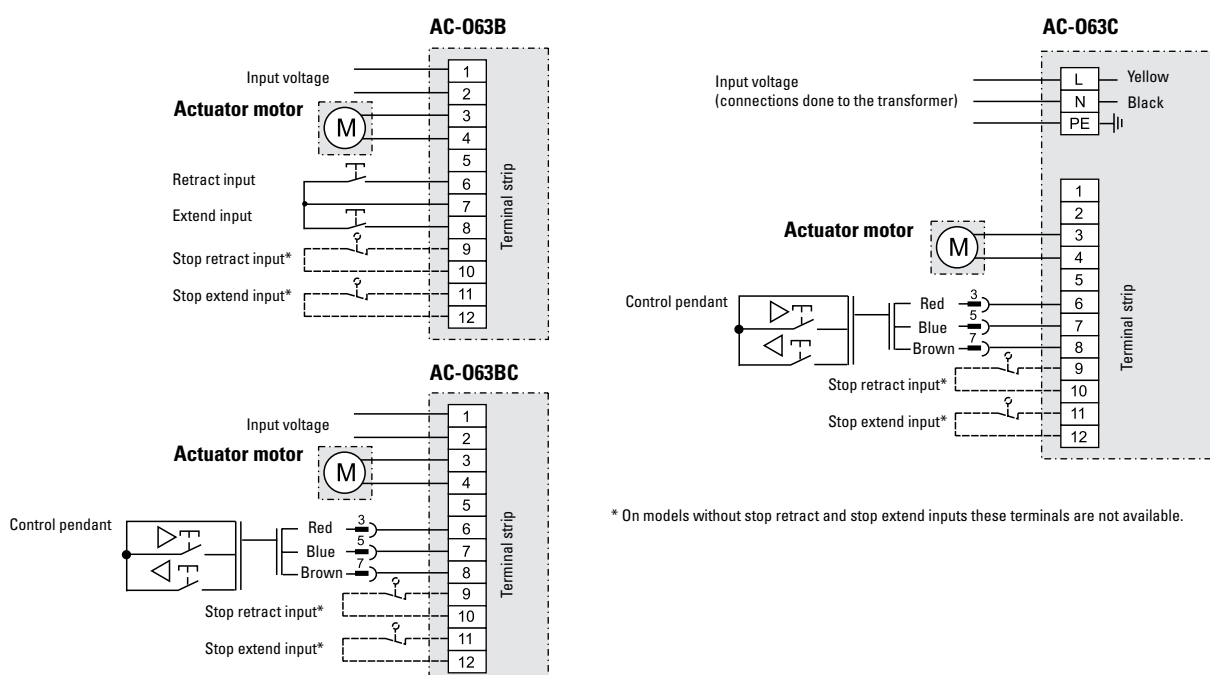 AC-063B
Input voltage
Actuator motor
M
Retract input
Extend input
Stop retract input*
Stop extend input*
1
2
3
4
5
6
7
8
9
10
11
12
Terminal strip
AC-063BC
Input voltage
Actuator motor
M
Control pendant
Red 3
Blue 5
Brown 7
Stop retract input*
Stop extend input*
1
2
3
4
5
6
7
8
9
10
11
12
Terminal strip
AC-063C
Input voltage
(connections done to the transformer)
L Yellow
N Black
PE
Actuator motor
M
Control pendant
Red 3
Blue 5
Brown 7
Stop retract input*
Stop extend input*
1
2
3
4
5
6
7
8
9
10
11
12
Terminal strip
* On models without stop retract and stop extend inputs these terminals are not available.